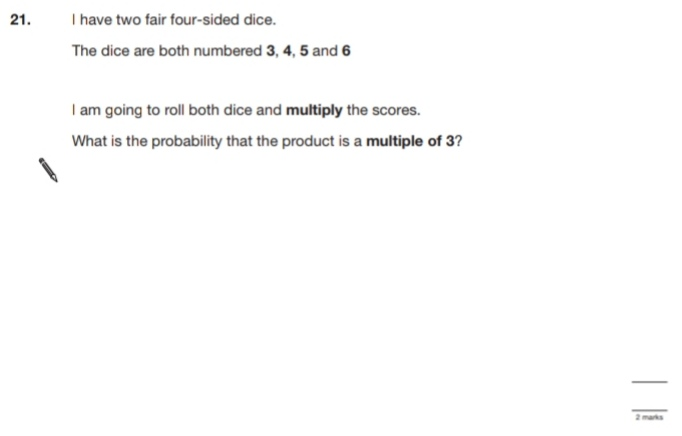 21. I have two fair four-sided dice.
The dice are both numbered 3, 4, 5 and 6
I am going to roll both dice and multiply the scores.
What is the probability that the product is a multiple of 3?
2 marks